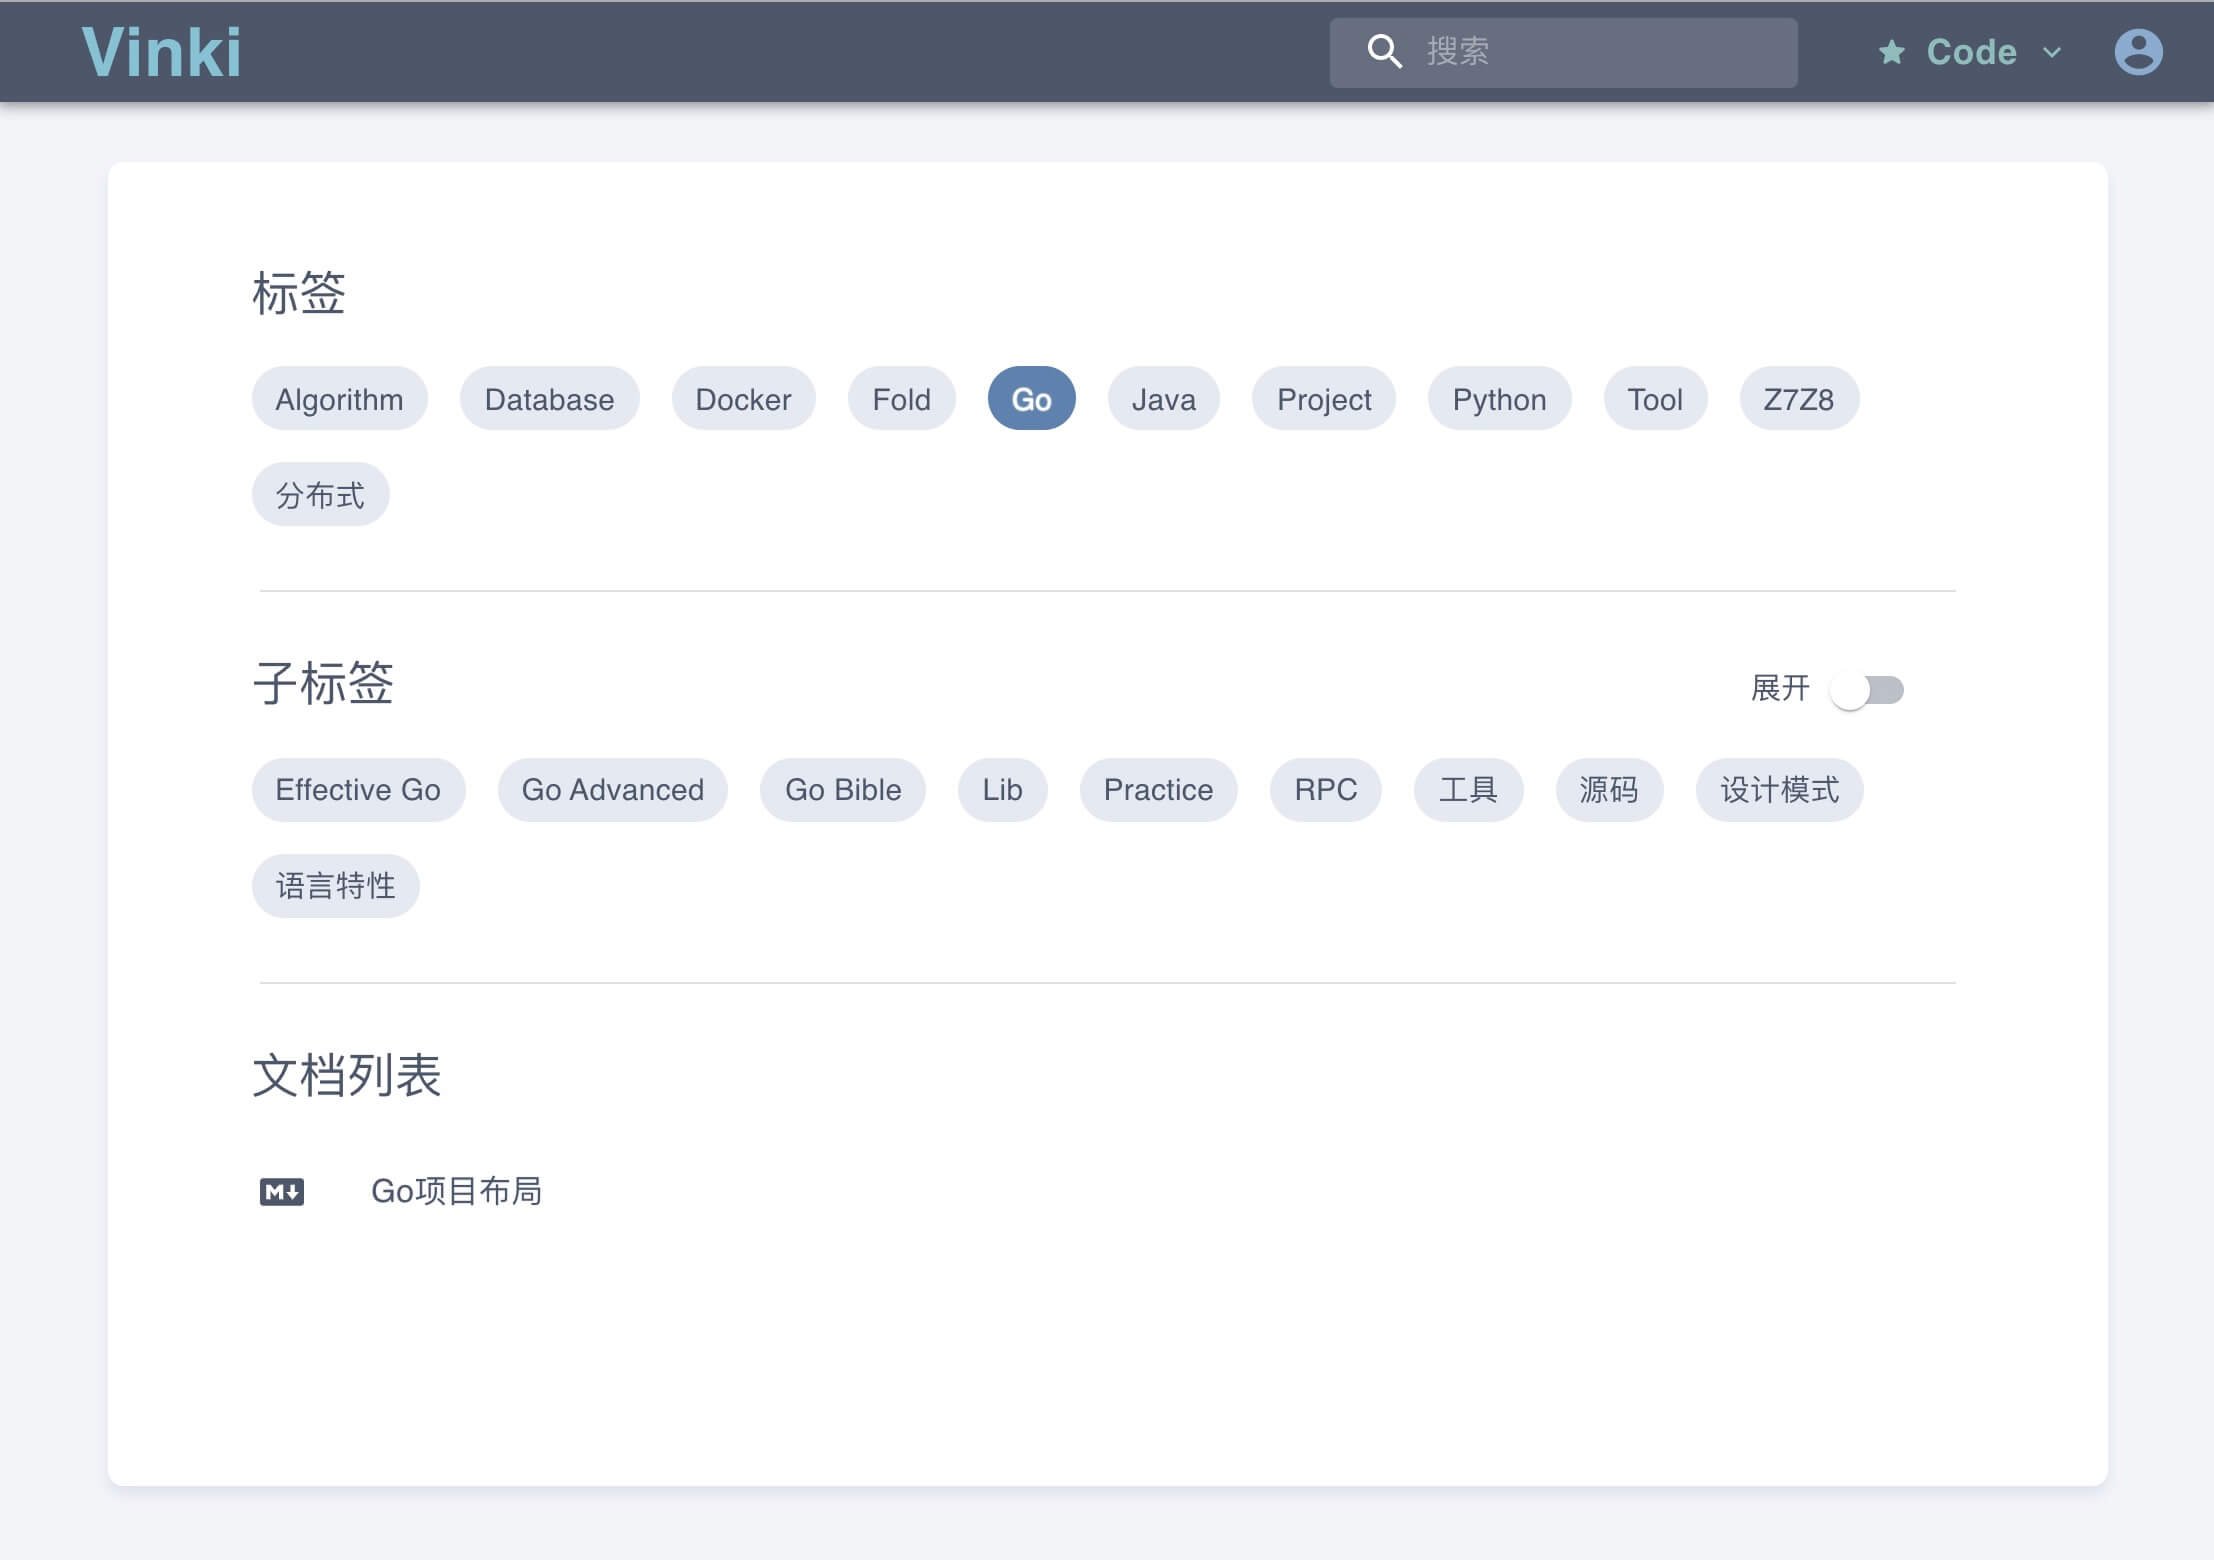 Vinki 搜索 Code
标签
Algorithm Database Docker Fold Go Java Project Python Tool Z7Z8
分布式
子标签 展开
Effective Go Go Advanced Go Bible Lib Practice RPC 工具 源码 设计模式
语言特性
文档列表
M Go项目布局